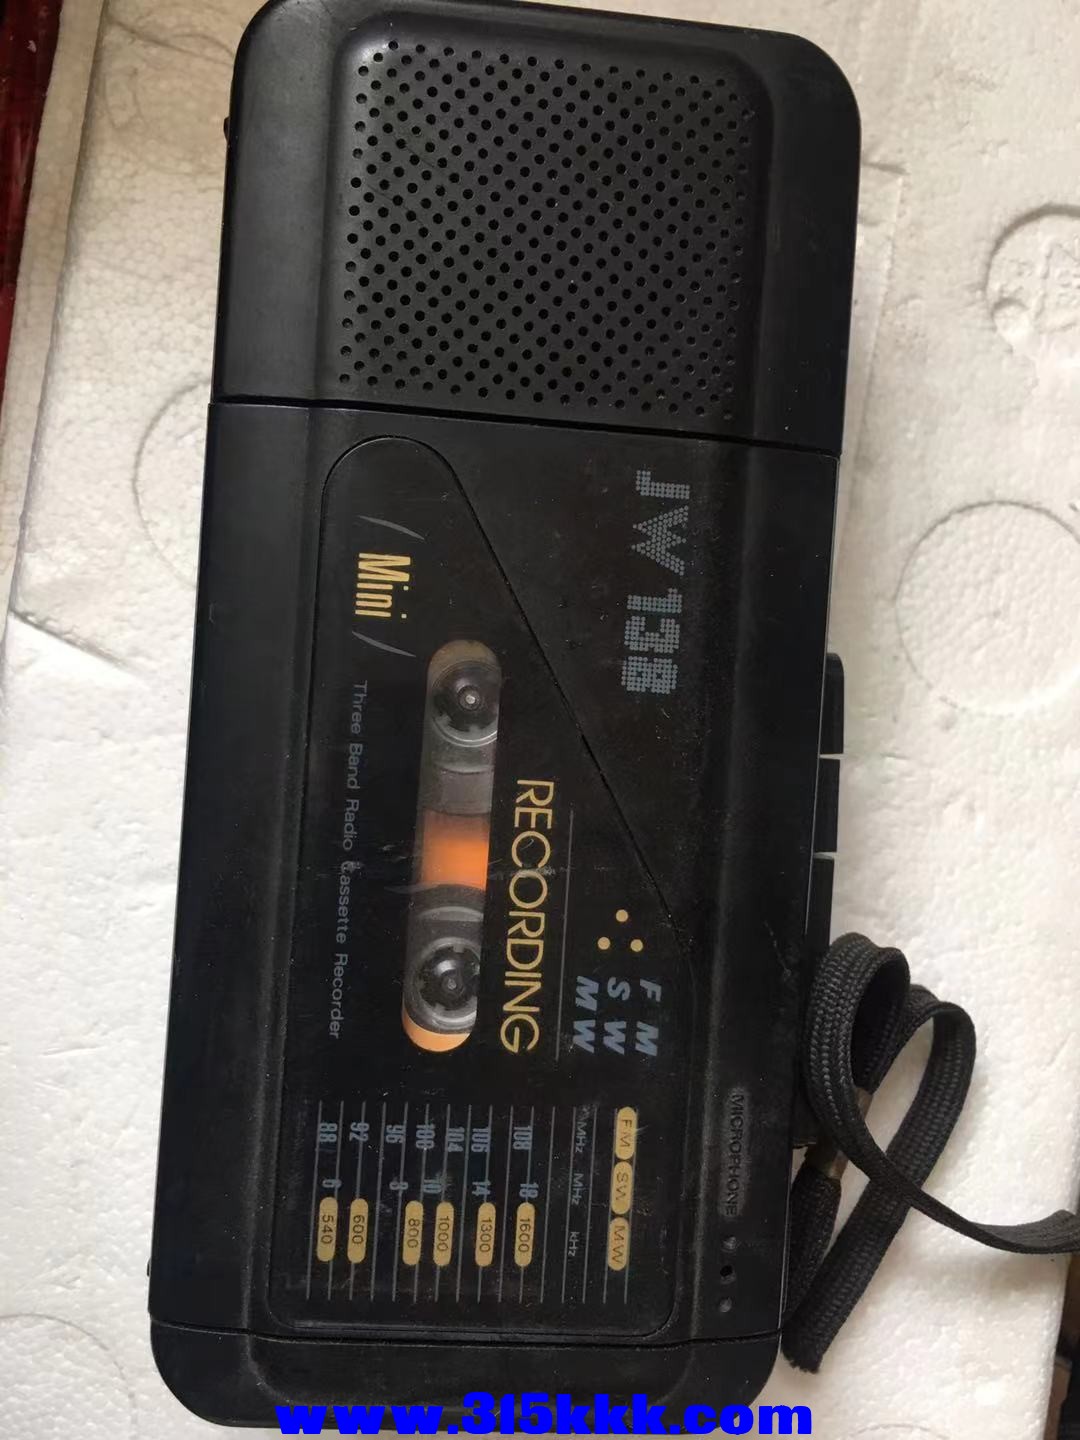 JW138
Mini
Three Band Radio Cassette Recorder
RECORDING
FM
SW
MW
MICROPHONE
FM SW MW
MHz MHz kHz
108 18 1600
106 14 1300
104 10 1000
100
96 8 800
92 600
88 6 540
www.315kkk.com